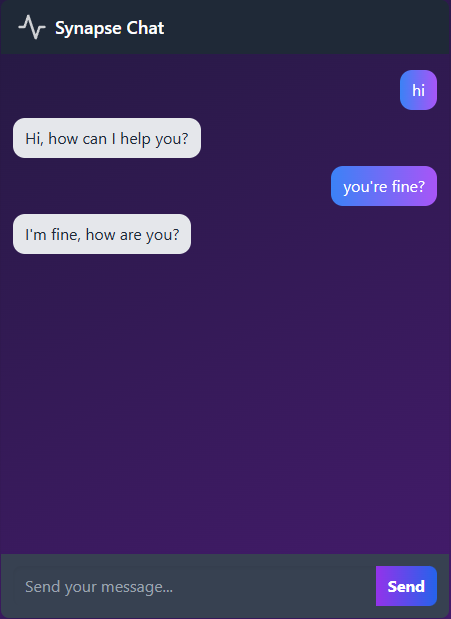 Synapse Chat
hi
Hi, how can I help you?
you're fine?
I'm fine, how are you?
Send your message...
Send